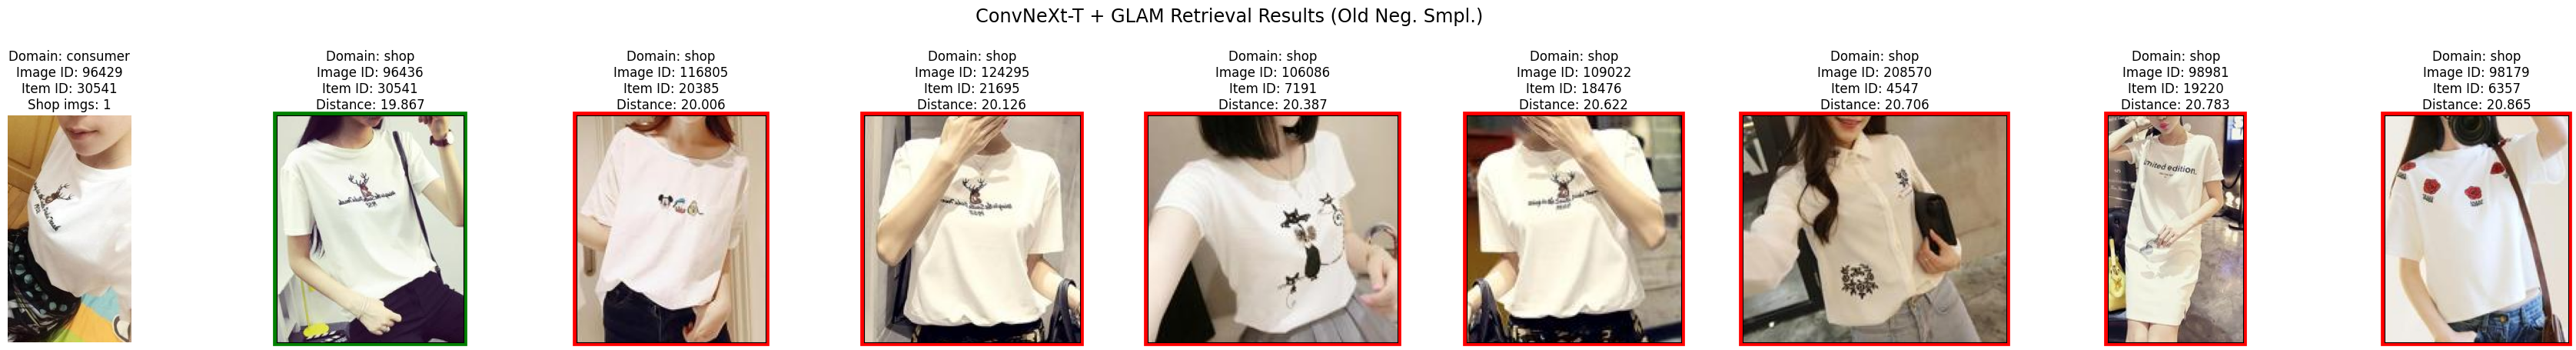 ConvNeXt-T + GLAM Retrieval Results (Old Neg. Smpl.)
Domain: consumer
Image ID: 96429
Item ID: 30541
Shop imgs: 1
Domain: shop
Image ID: 96436
Item ID: 30541
Distance: 19.867
Domain: shop
Image ID: 116805
Item ID: 20385
Distance: 20.006
Domain: shop
Image ID: 124295
Item ID: 21695
Distance: 20.126
Domain: shop
Image ID: 106086
Item ID: 7191
Distance: 20.387
Domain: shop
Image ID: 109022
Item ID: 18476
Distance: 20.622
Domain: shop
Image ID: 208570
Item ID: 4547
Distance: 20.706
Domain: shop
Image ID: 98981
Item ID: 19220
Distance: 20.783
Domain: shop
Image ID: 98179
Item ID: 6357
Distance: 20.865
limited edition.